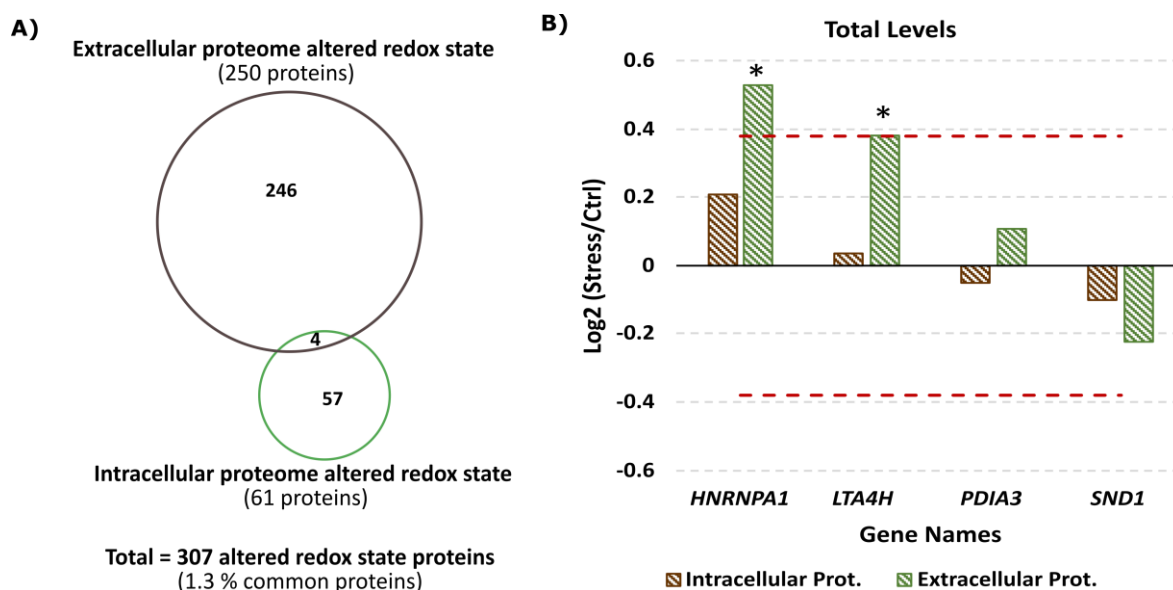 A)
Extracellular proteome altered redox state
(250 proteins)
246
4
57
Intracellular proteome altered redox state
(61 proteins)
Total = 307 altered redox state proteins
(1.3 % common proteins)
B)
Total Levels
Log2 (Stress/Ctrl)
0.6
0.4
0.2
0
-0.2
-0.4
-0.6
*
*
HNRNPA1 LTA4H PDIA3 SND1
Gene Names
Intracellular Prot. Extracellular Prot.